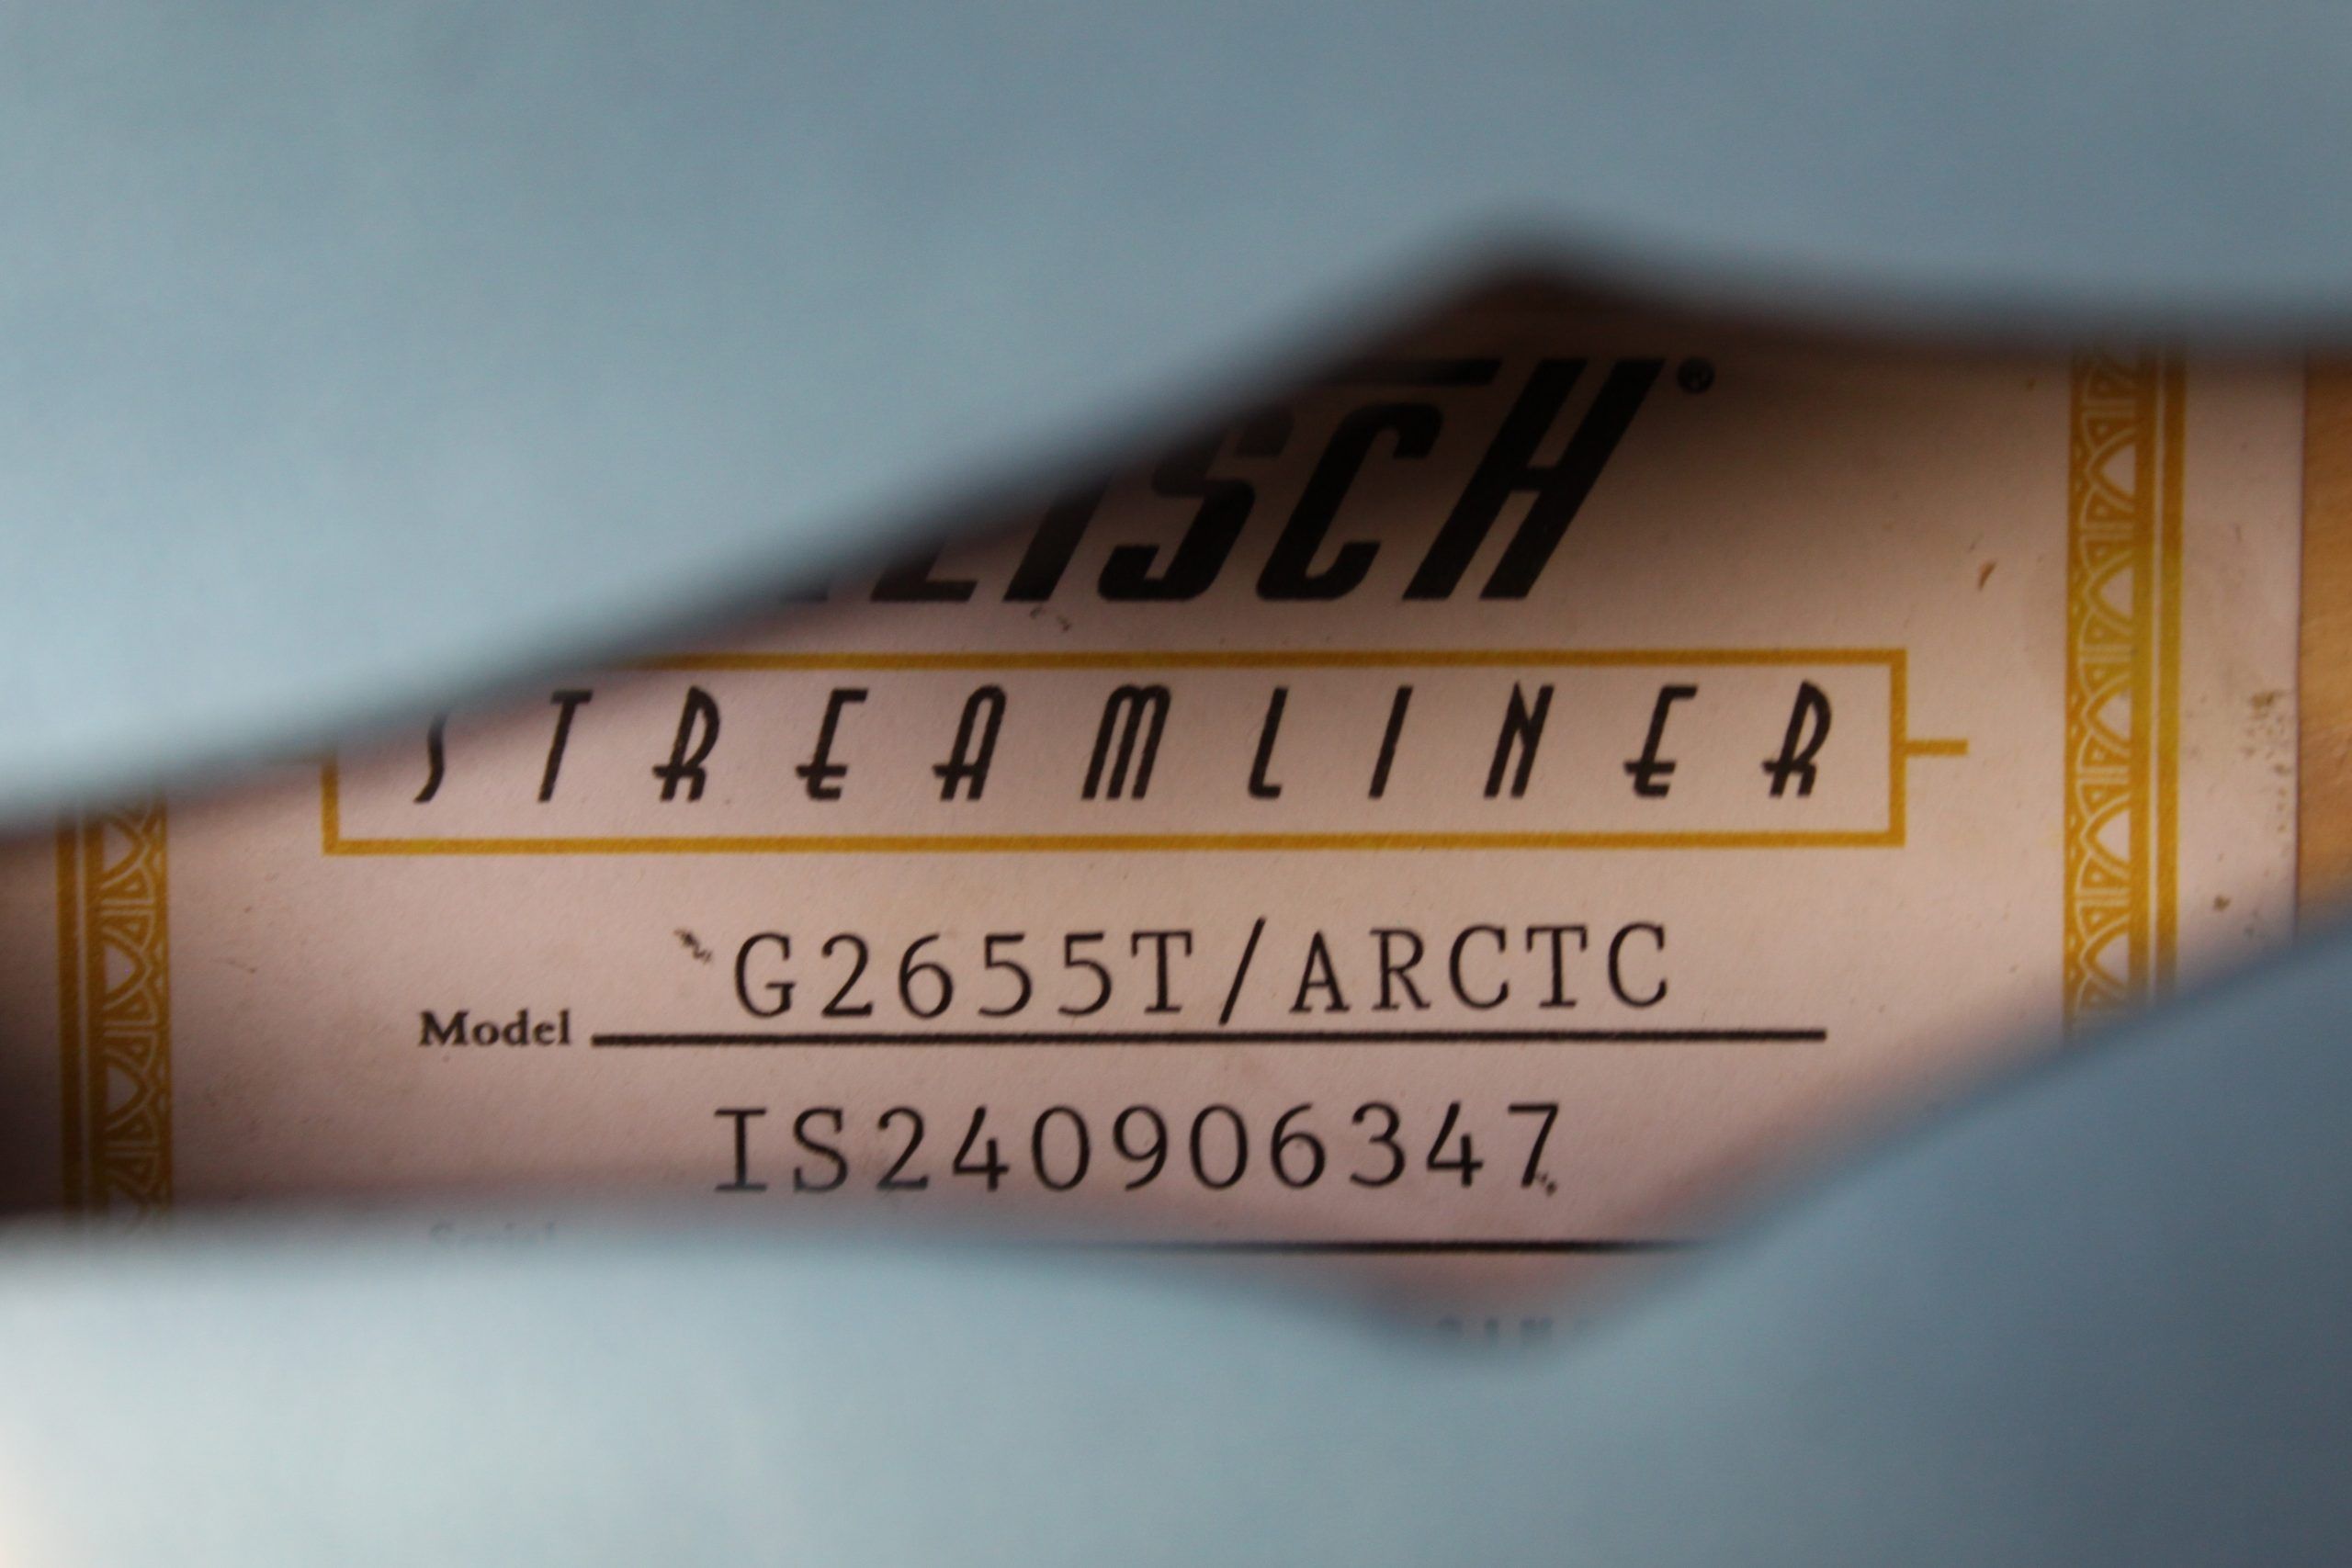 STREAMLINER
Model G2655T/ARCTC
IS240906347